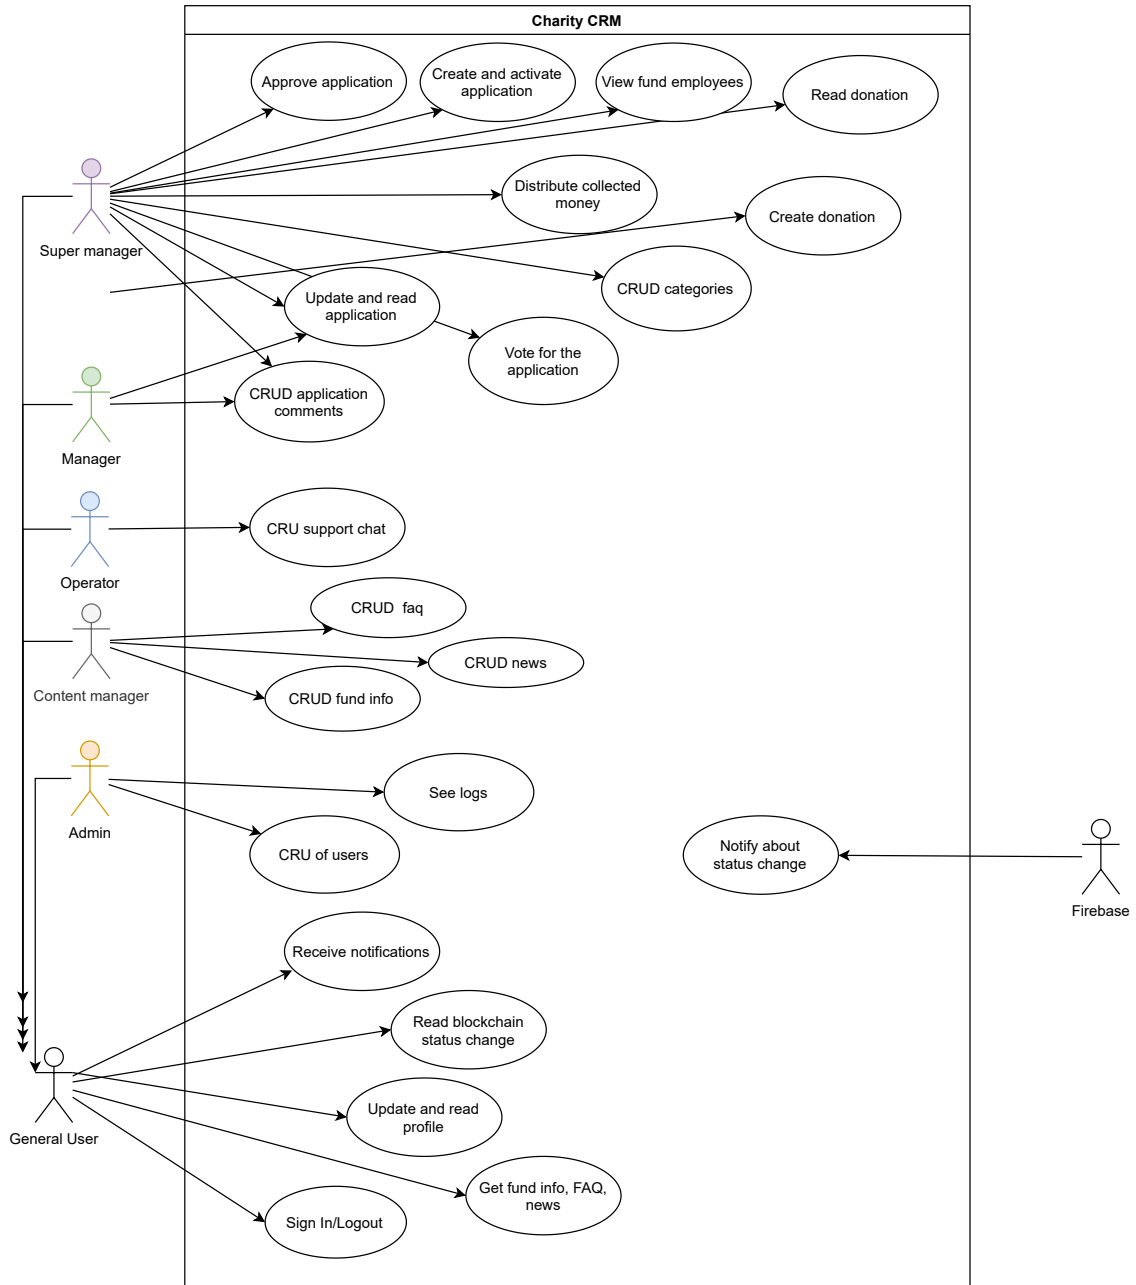 Charity CRM
Approve application
Create and activate
application
View fund employees
Read donation
Distribute collected
money
Create donation
Super manager
CRUD categories
Update and read
application
Vote for the
application
CRUD application
comments
Manager
CRU support chat
Operator
CRUD  faq
CRUD news
Content manager
CRUD fund info
See logs
Admin
CRU of users
Notify about
status change
Firebase
Receive notifications
Read blockchain
status change
Update and read
profile
General User
Get fund info, FAQ,
news
Sign In/Logout